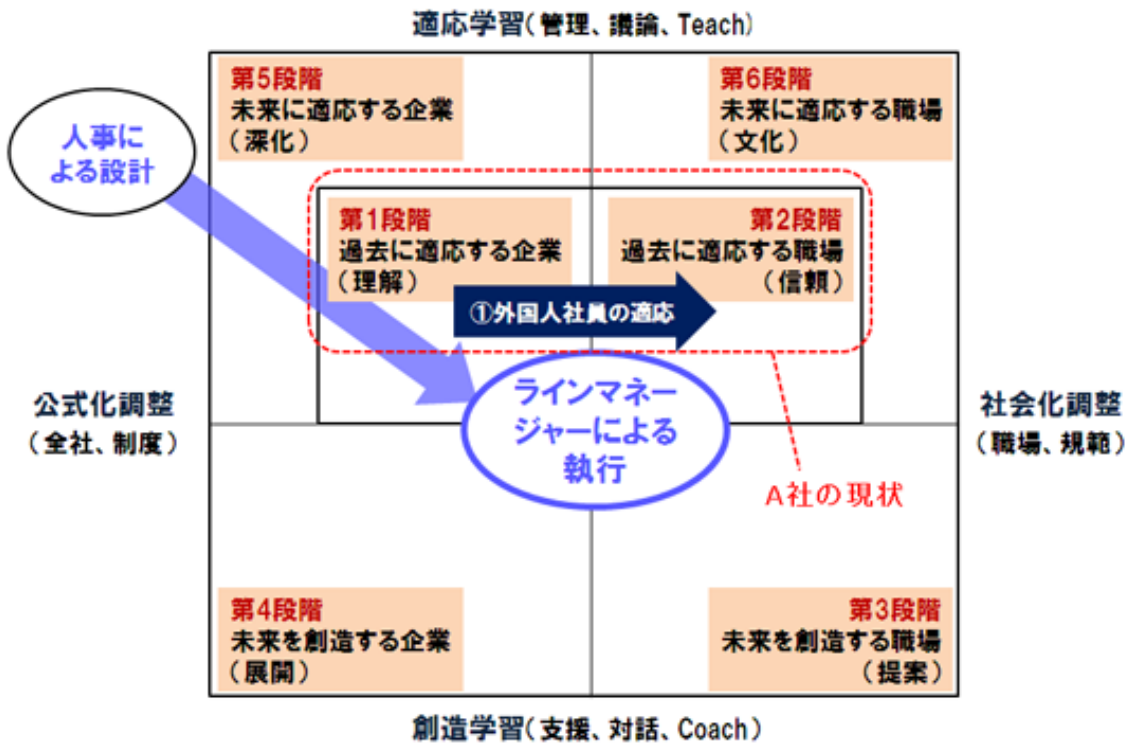 適応学習(管理、議論、Teach)
第5段階
未来に適応する企業
(深化)
第6段階
未来に適応する職場
(文化)
人事に
よる設計
第1段階
過去に適応する企業
(理解)
第2段階
過去に適応する職場
(信頼)
①外国人社員の適応
ラインマネー
ジャーによる
執行
公式化調整
(全社、制度)
社会化調整
(職場、規範)
A社の現状
第4段階
未来を創造する企業
(展開)
第3段階
未来を創造する職場
(提案)
創造学習(支援、対話、Coach)